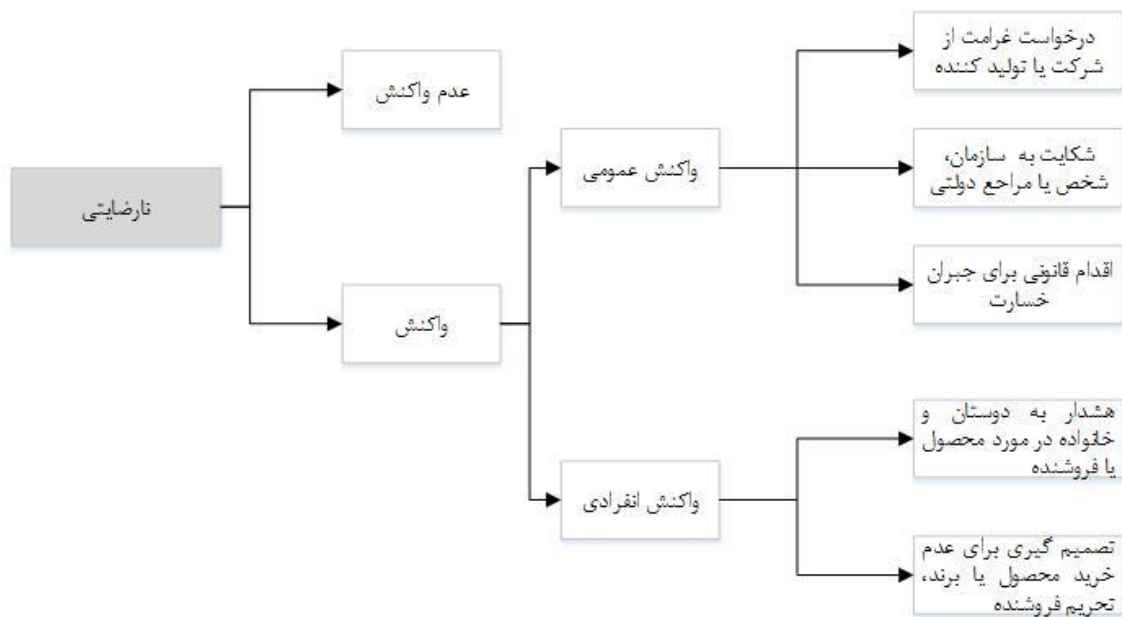 نارضایتی
عدم واکنش
واکنش
واکنش عمومی
واکنش انفرادی
درخواست غرامت از
شرکت یا تولید کننده
شکایت به سازمان،
شخص یا مراجع دولتی
اقدام قانونی برای جبران
خسارت
هشدار به دوستان و
خانواده در مورد محصول
یا فروشنده
تصمیم گیری برای عدم
خرید محصول یا برند،
تحریم فروشنده